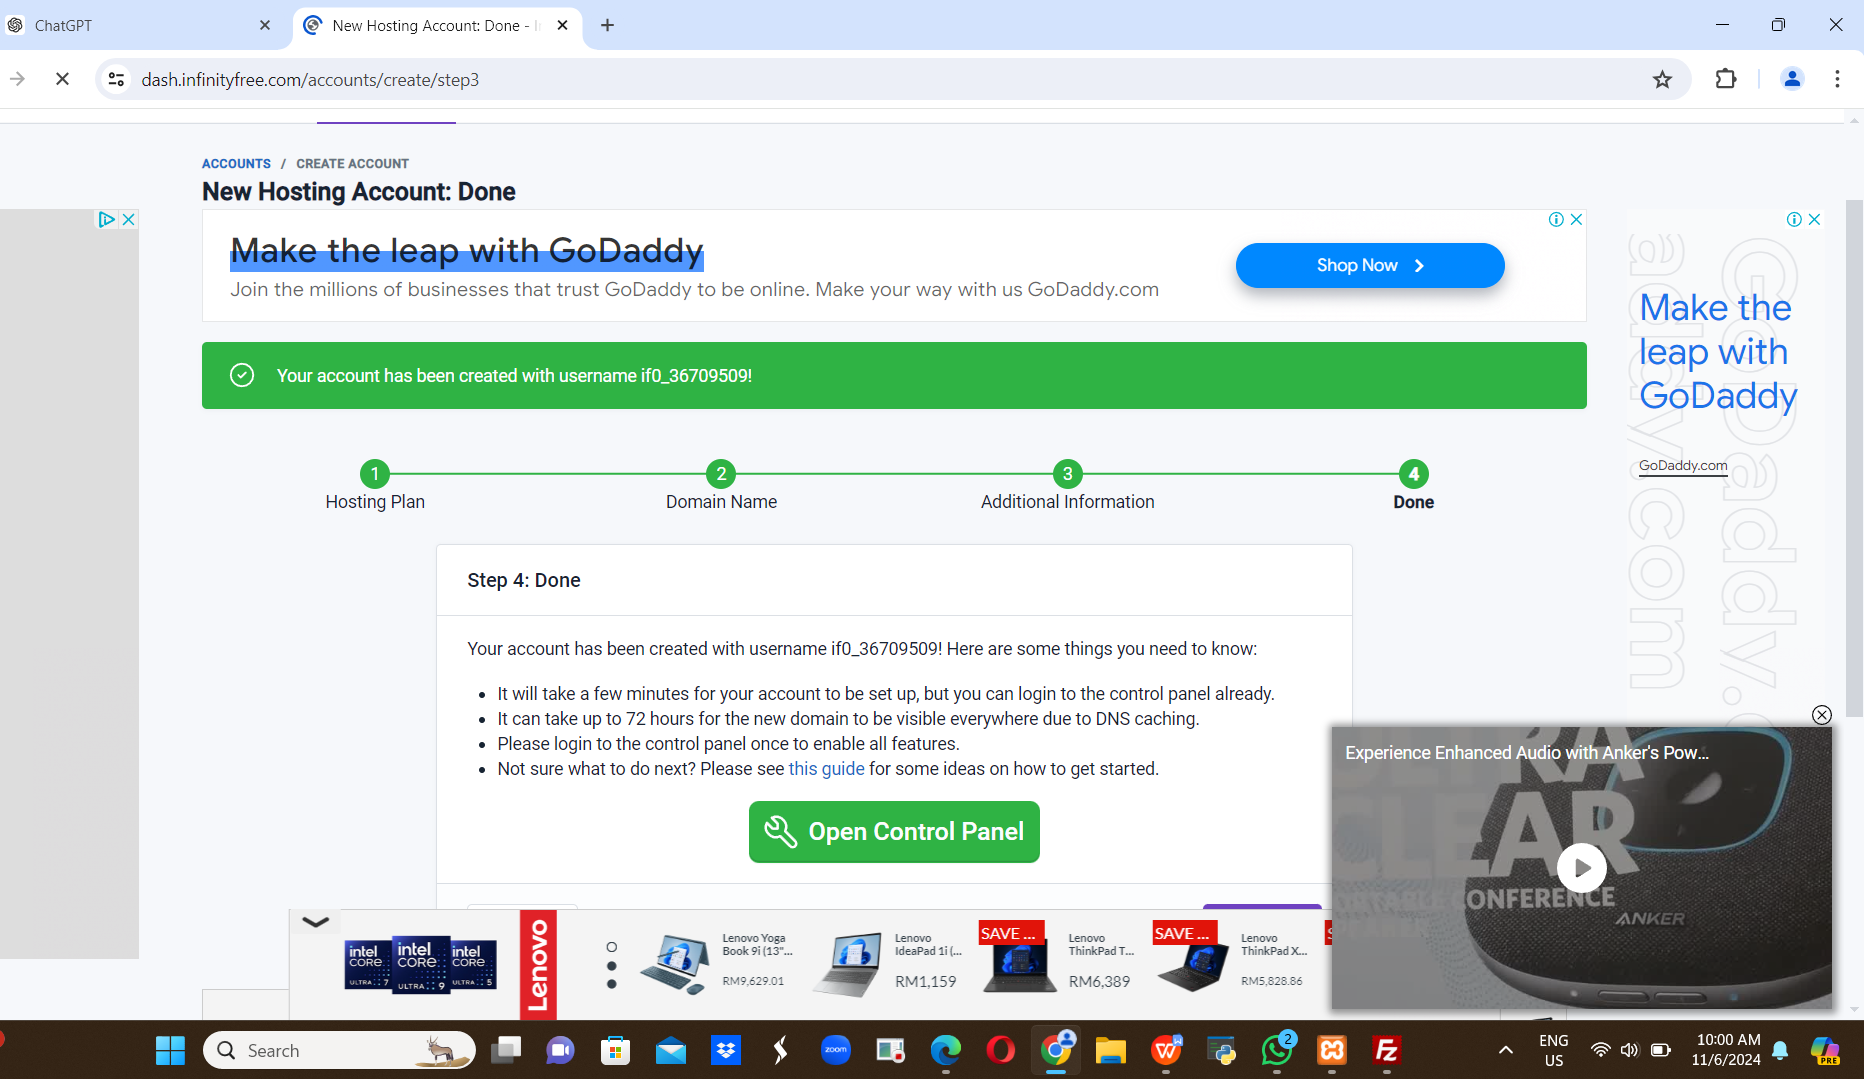 ChatGPT
New Hosting Account: Done - I
dash.infinityfree.com/accounts/create/step3
ACCOUNTS / CREATE ACCOUNT
New Hosting Account: Done
Make the leap with GoDaddy
Join the millions of businesses that trust GoDaddy to be online. Make your way with us GoDaddy.com
Shop Now
Make the
leap with
GoDaddy
GoDaddy.com
Your account has been created with username if0_36709509!
1
2
3
4
Hosting Plan
Domain Name
Additional Information
Done
Step 4: Done
Your account has been created with username if0_36709509! Here are some things you need to know:
It will take a few minutes for your account to be set up, but you can login to the control panel already.
It can take up to 72 hours for the new domain to be visible everywhere due to DNS caching.
Please login to the control panel once to enable all features.
Not sure what to do next? Please see this guide for some ideas on how to get started.
Open Control Panel
Experience Enhanced Audio with Anker's Pow...
CLEAR
CONFERENCE
ANKER
intel CORE ULTRA 7
intel CORE ULTRA 9
intel CORE ULTRA 5
Lenovo
Lenovo Yoga
Book 9i (13"...
RM9,629.01
Lenovo
IdeaPad 1i (...
RM1,159
SAVE ...
Lenovo
ThinkPad T...
RM6,389
SAVE ...
Lenovo
ThinkPad X...
RM5,828.86
Search
zoom
2
ENG
US
10:00 AM
11/6/2024
PRE